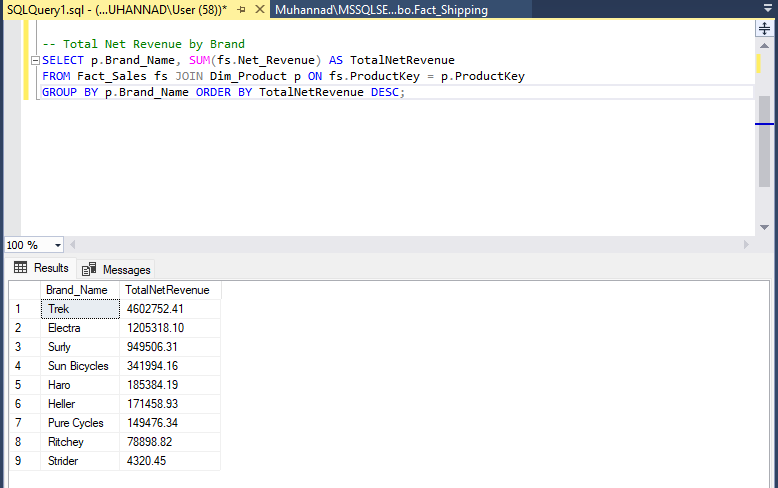 SQLQuery1.sql - (...UHANNAD\User (58))*
Muhannad\MSSQLSE...bo.Fact_Shipping
-- Total Net Revenue by Brand
SELECT p.Brand_Name, SUM(fs.Net_Revenue) AS TotalNetRevenue
FROM Fact_Sales fs JOIN Dim_Product p ON fs.ProductKey = p.ProductKey
GROUP BY p.Brand_Name ORDER BY TotalNetRevenue DESC;
100 %
Results Messages
Brand_Name TotalNetRevenue
1 Trek 4602752.41
2 Electra 1205318.10
3 Surly 949506.31
4 Sun Bicycles 341994.16
5 Haro 185384.19
6 Heller 171458.93
7 Pure Cycles 149476.34
8 Ritchey 78898.82
9 Strider 4320.45